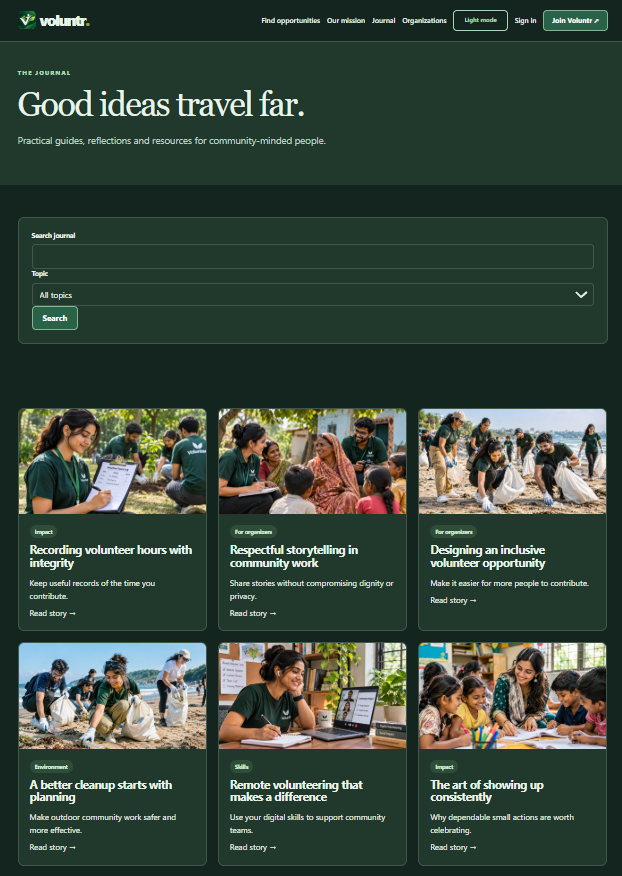 voluntr.
Find opportunities
Our mission
Journal
Organizations
Light mode
Sign in
Join Voluntr ↗
THE JOURNAL
Good ideas travel far.
Practical guides, reflections and resources for community-minded people.
Search journal
Topic
All topics
Search
Impact
Recording volunteer hours with
integrity
Keep useful records of the time you
contribute.
Read story →
For organizers
Respectful storytelling in
community work
Share stories without compromising dignity or
privacy.
Read story →
For organizers
Designing an inclusive
volunteer opportunity
Make it easier for more people to contribute.
Read story →
Environment
A better cleanup starts with
planning
Make outdoor community work safer and
more effective.
Read story →
Skills
Remote volunteering that
makes a difference
Use your digital skills to support community
teams.
Read story →
Impact
The art of showing up
consistently
Why dependable small actions are worth
celebrating.
Read story →